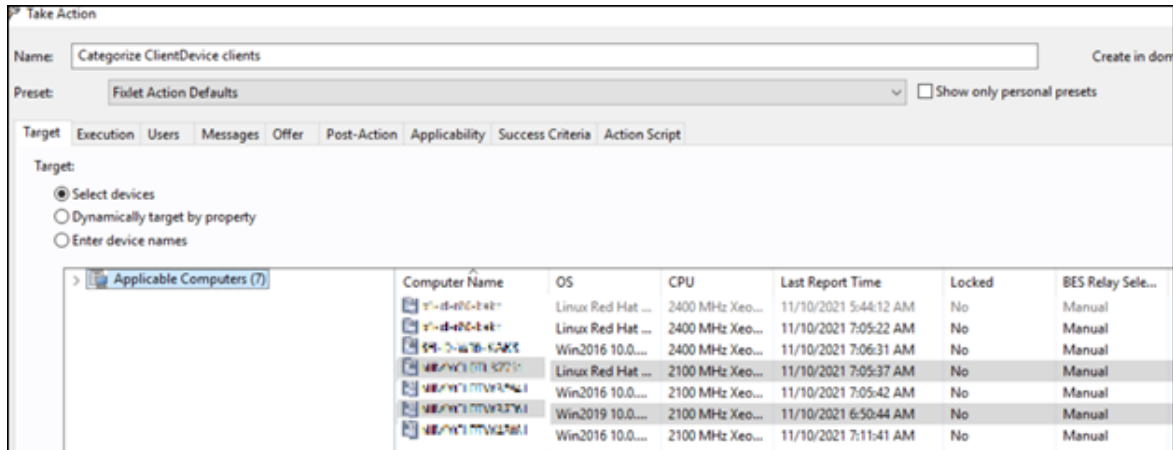 Take Action
Name: Categorize ClientDevice clients Create in dom
Preset: Fixlet Action Defaults Show only personal presets
Target Execution Users Messages Offer Post-Action Applicability Success Criteria Action Script
Target:
Select devices
Dynamically target by property
Enter device names
Applicable Computers (7)
Computer Name OS CPU Last Report Time Locked BES Relay Sele...
Linux Red Hat ... 2400 MHz Xeo... 11/10/2021 5:44:12 AM No Manual
Linux Red Hat ... 2400 MHz Xeo... 11/10/2021 7:05:22 AM No Manual
Win2016 10.0.... 2400 MHz Xeo... 11/10/2021 7:06:31 AM No Manual
Linux Red Hat ... 2100 MHz Xeo... 11/10/2021 7:05:37 AM No Manual
Win2016 10.0.... 2100 MHz Xeo... 11/10/2021 7:05:42 AM No Manual
Win2019 10.0.... 2100 MHz Xeo... 11/10/2021 6:50:44 AM No Manual
Win2016 10.0.... 2100 MHz Xeo... 11/10/2021 7:11:41 AM No Manual